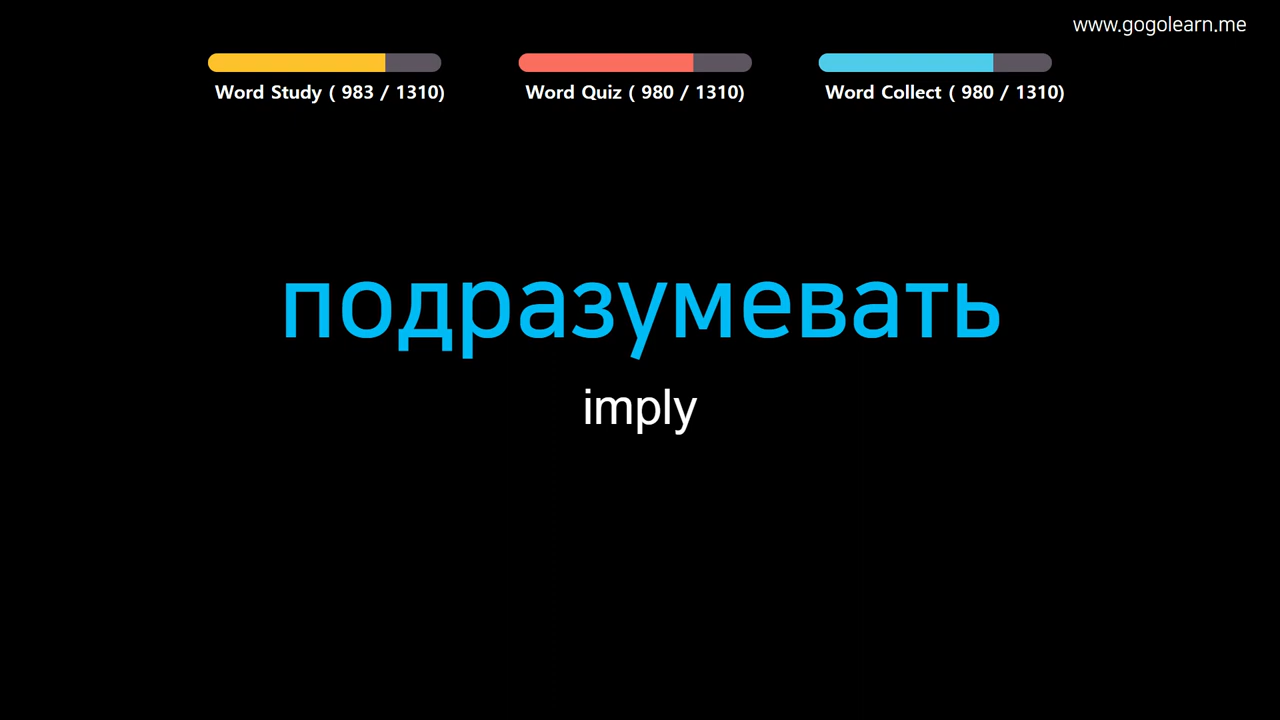 www.gogolearn.me
Word Study ( 983 / 1310)
Word Quiz ( 980 / 1310)
Word Collect ( 980 / 1310)
подразумевать
imply